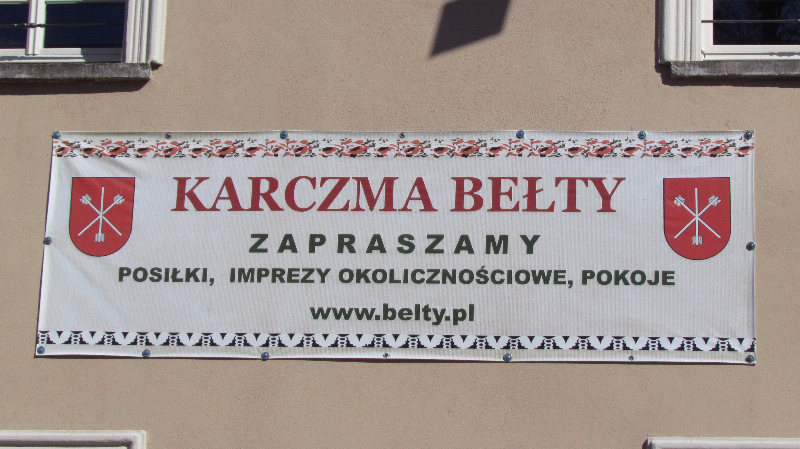 KARCZMA BEŁTY
ZAPRASZAMY
POSIŁKI, IMPREZY OKOLICZNOŚCIOWE, POKOJE
www.belty.pl